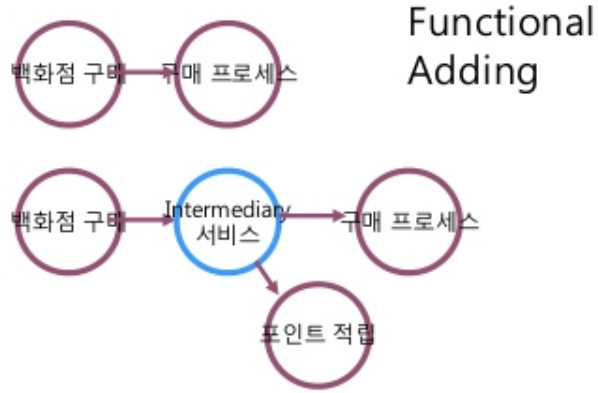 Functional
Adding
백화점 구매
구매 프로세스
백화점 구매
Intermediary
서비스
구매 프로세스
포인트 적립